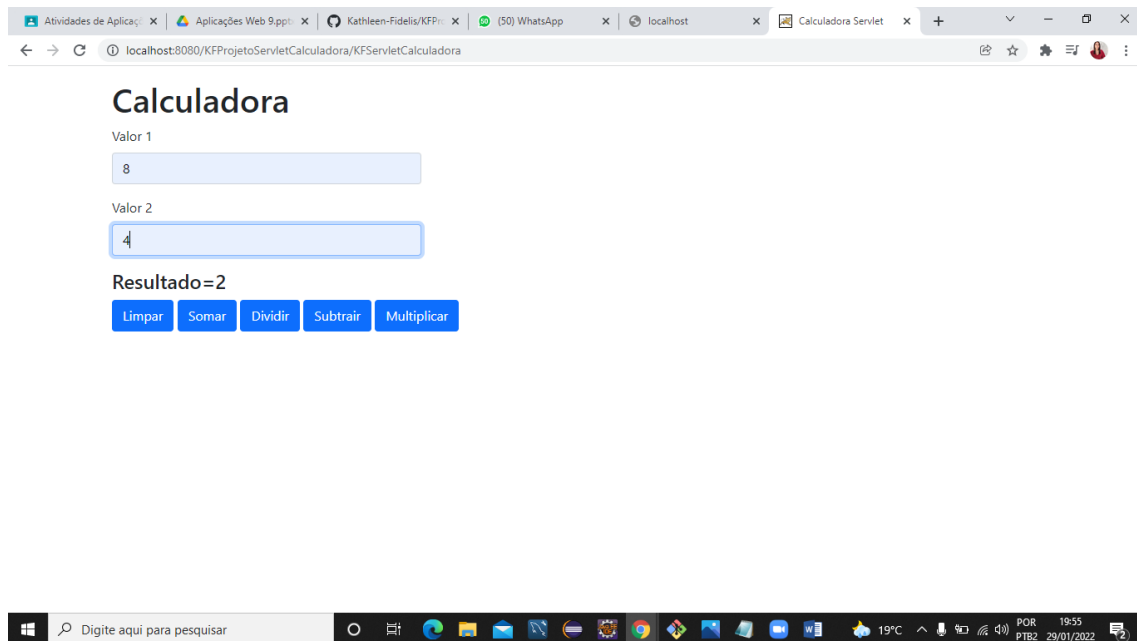 Atividades de Aplicaçã
Aplicações Web 9.ppt
Kathleen-Fidelis/KFPr
(50) WhatsApp
localhost
Calculadora Servlet
localhost:8080/KFProjetoServletCalculadora/KFServletCalculadora
Calculadora
Valor 1
8
Valor 2
4
Resultado=2
Limpar Somar Dividir Subtrair Multiplicar
Digite aqui para pesquisar
19°C
POR
PTB2
19:55
29/01/2022